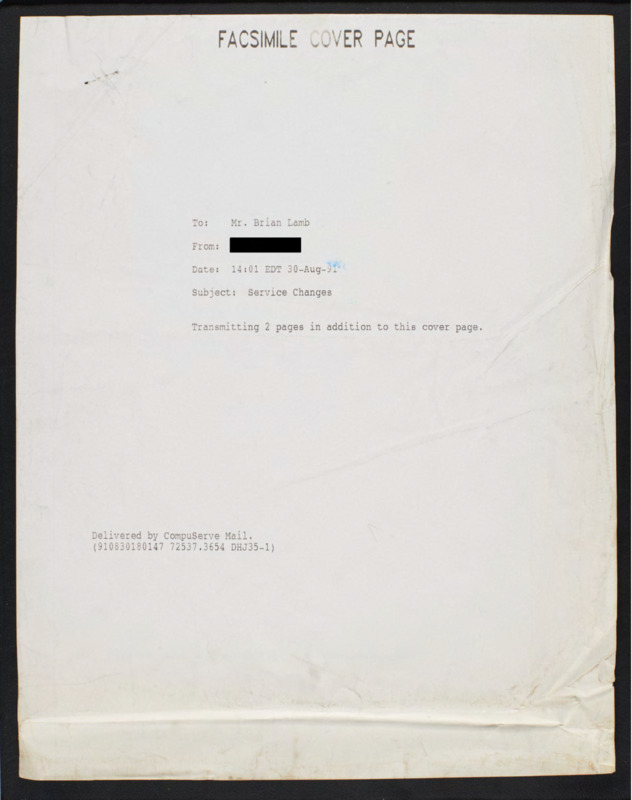 FACSIMILE COVER PAGE
To: Mr. Brian Lamb
From:
Date: 14:01 EDT 30-Aug-91
Subject: Service Changes
Transmitting 2 pages in addition to this cover page.
Delivered by CompuServe Mail.
(910830180147 72537.3654 DHJ35-1)